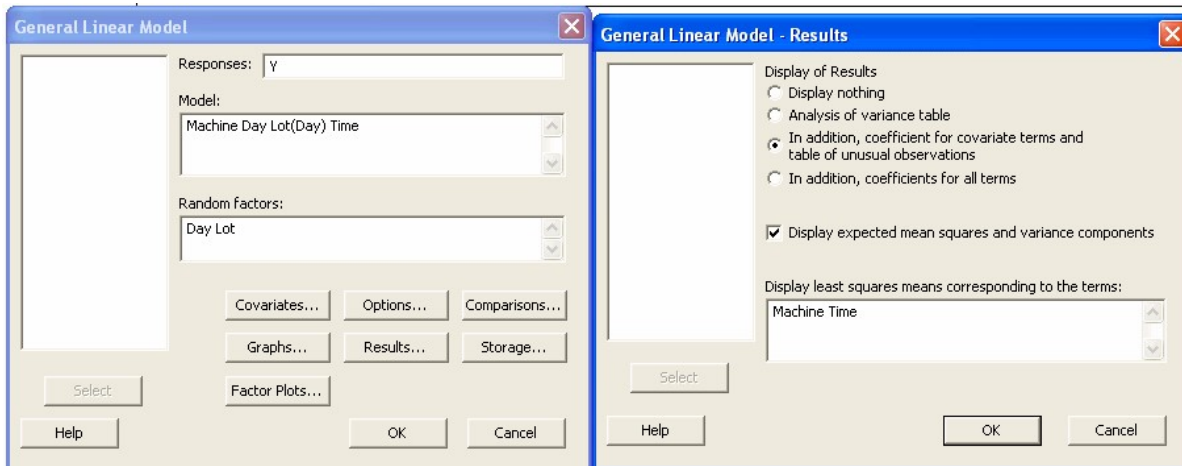 General Linear Model
Responses: Y
Model:
Machine Day Lot(Day) Time
Random factors:
Day Lot
Covariates... Options... Comparisons...
Graphs... Results... Storage...
Select Factor Plots...
Help OK Cancel
General Linear Model - Results
Display of Results
Display nothing
Analysis of variance table
In addition, coefficient for covariate terms and
table of unusual observations
In addition, coefficients for all terms
Display expected mean squares and variance components
Display least squares means corresponding to the terms:
Machine Time
Select
Help OK Cancel